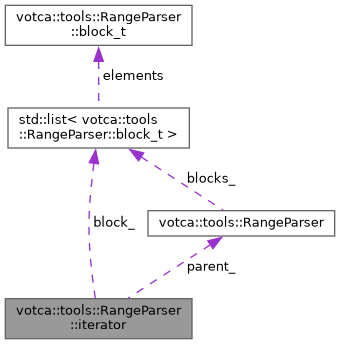 votca::tools::RangeParser
::block_t
elements
std::list< votca::tools
::RangeParser::block_t >
blocks_
block_
votca::tools::RangeParser
parent_
votca::tools::RangeParser
::iterator